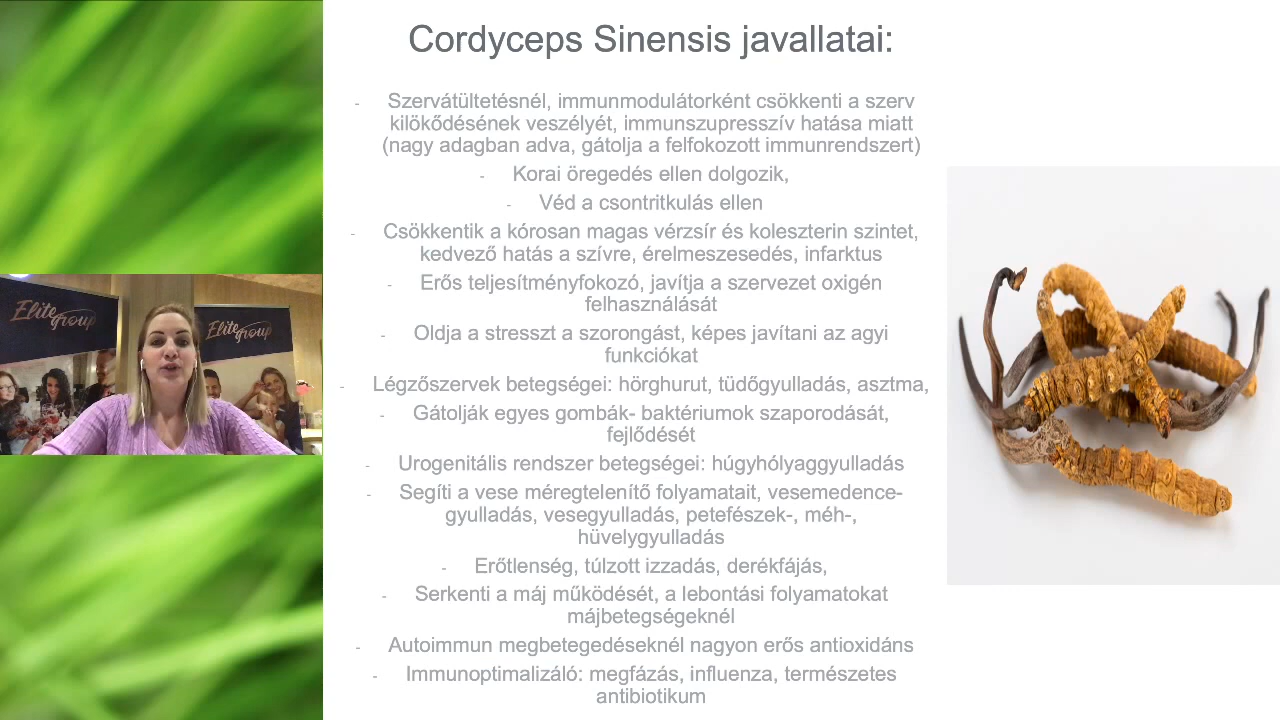 Cordyceps Sinensis javallatai:
- Szervátültetésnél, immunmodulátorként csökkenti a szerv
kilökődésének veszélyét, immunszupresszív hatása miatt
(nagy adagban adva, gátolja a felfokozott immunrendszert)
- Korai öregedés ellen dolgozik,
- Véd a csontritkulás ellen
- Csökkentik a kórosan magas vérzsír és koleszterin szintet,
kedvező hatás a szívre, érelmeszesedés, infarktus
- Erős teljesítményfokozó, javítja a szervezet oxigén
felhasználását
- Oldja a stresszt a szorongást, képes javítani az agyi
funkciókat
- Légzőszervek betegségei: hörghurut, tüdőgyulladás, asztma,
- Gátolják egyes gombák- baktériumok szaporodását,
fejlődését
- Urogenitális rendszer betegségei: húgyhólyaggyulladás
- Segíti a vese méregtelenítő folyamatait, vesemedence-
gyulladás, vesegyulladás, petefészek-, méh-,
hüvelygyulladás
- Erőtlenség, túlzott izzadás, derékfájás,
- Serkenti a máj működését, a lebontási folyamatokat
májbetegségeknél
- Autoimmun megbetegedéseknél nagyon erős antioxidáns
- Immunoptimalizáló: megfázás, influenza, természetes
antibiotikum
Elite
group
Elite
group